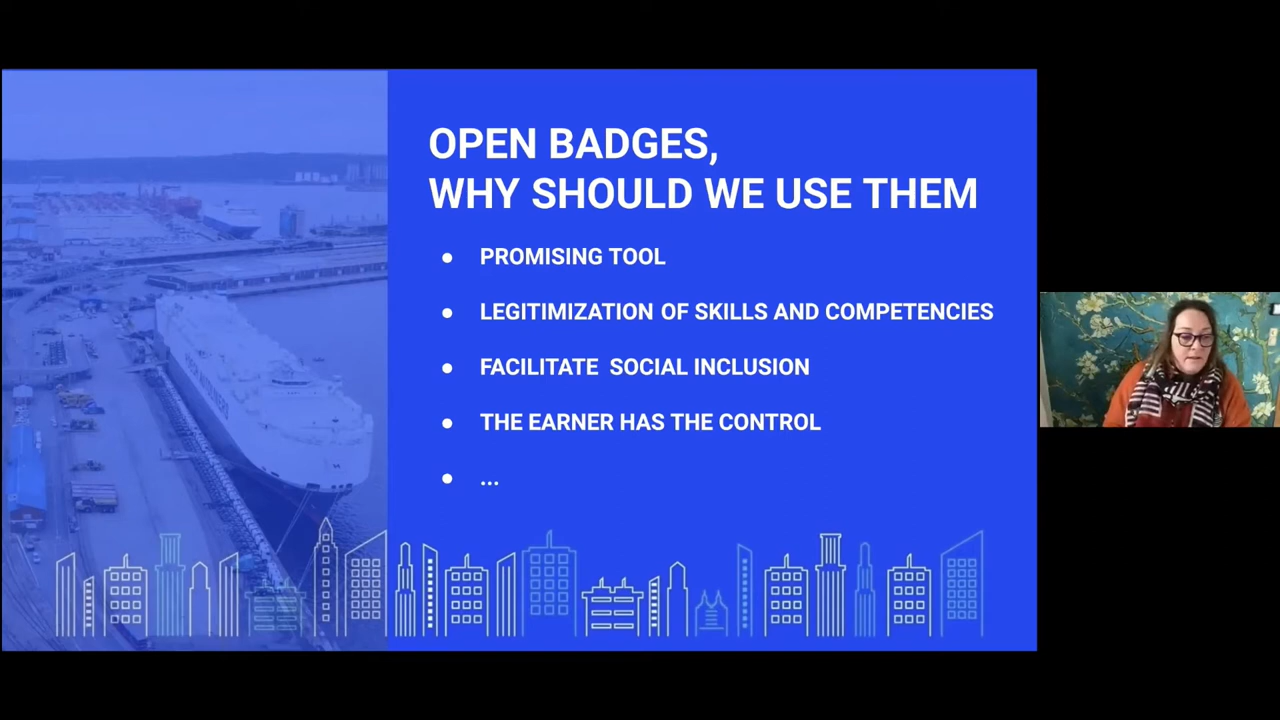 OPEN BADGES,
WHY SHOULD WE USE THEM
● PROMISING TOOL
● LEGITIMIZATION OF SKILLS AND COMPETENCIES
● FACILITATE SOCIAL INCLUSION
● THE EARNER HAS THE CONTROL
● ...